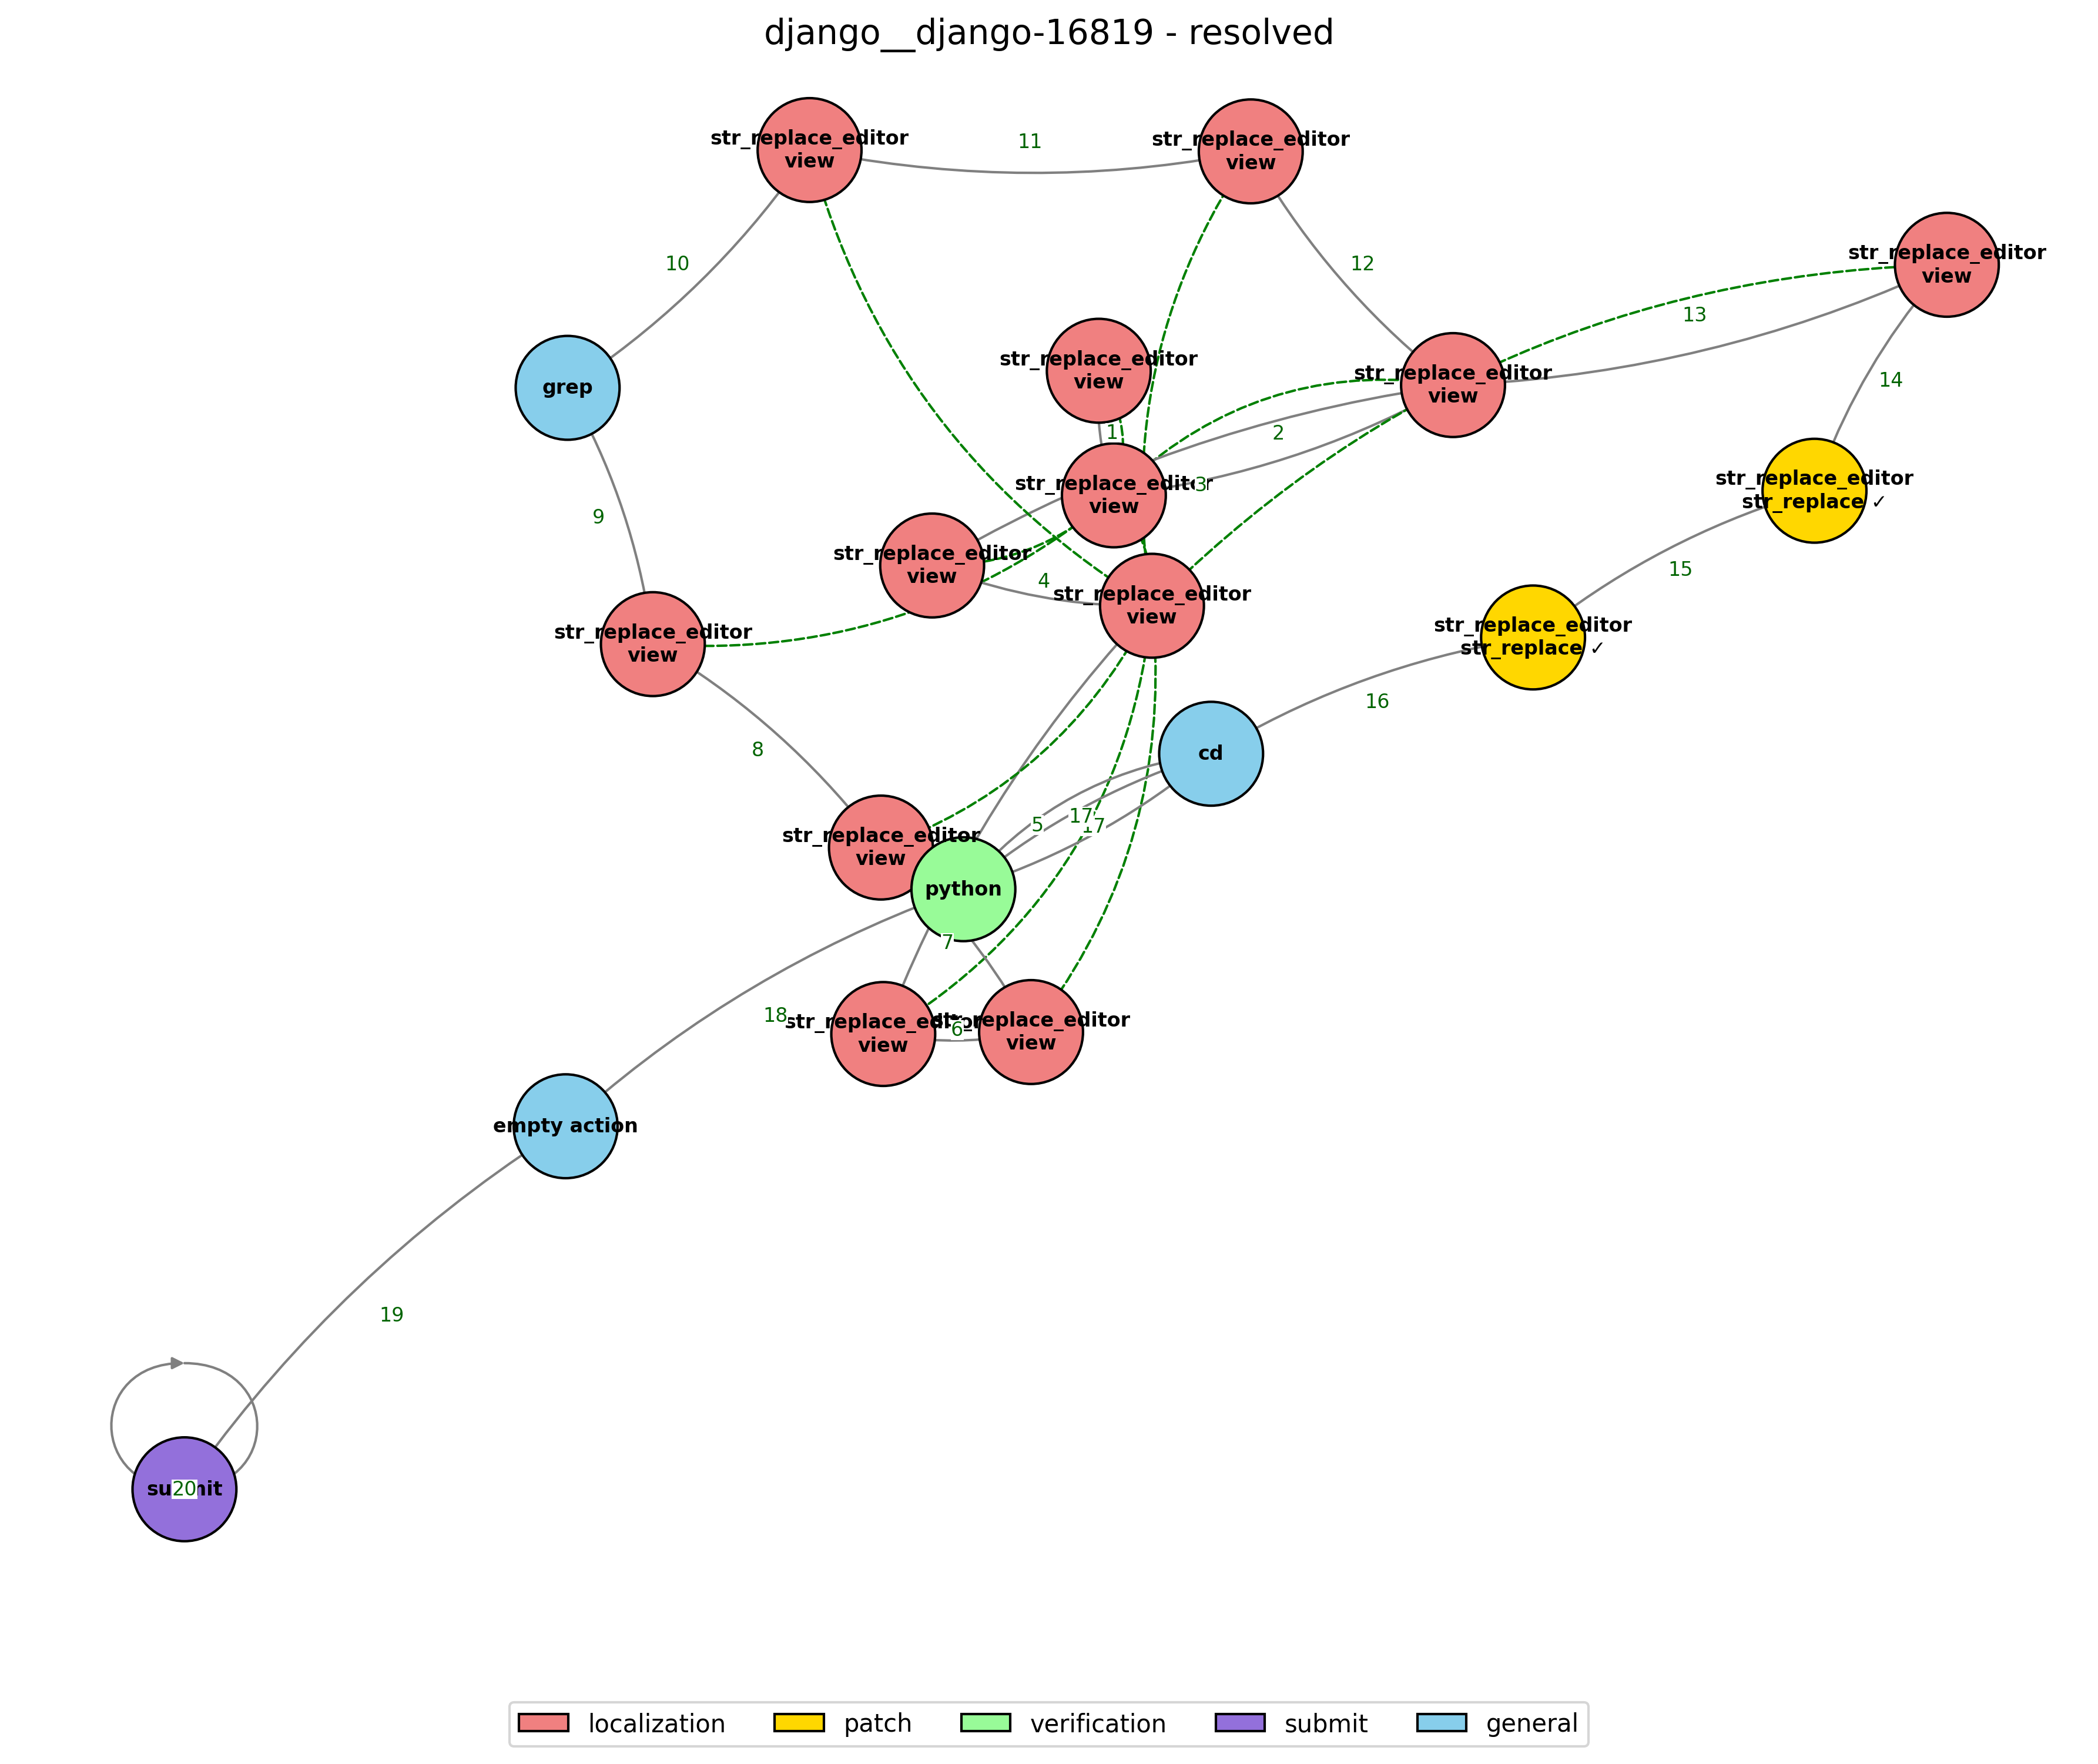 django__django-16819 - resolved
str_replace_editor
view
11
str_replace_editor
view
10
12
str_replace_editor
view
13
grep
str_replace_editor
view
str_replace_editor
view
14
1
2
str_replace_editor
view
3
str_replace_editor
str_replace ✓
9
str_replace_editor
view
4
str_replace_editor
view
15
str_replace_editor
view
str_replace_editor
str_replace ✓
16
8
cd
5
17
17
str_replace_editor
view
python
7
18
str_replace_editor
view
6
str_replace_editor
view
empty action
19
submit
20
localization
patch
verification
submit
general